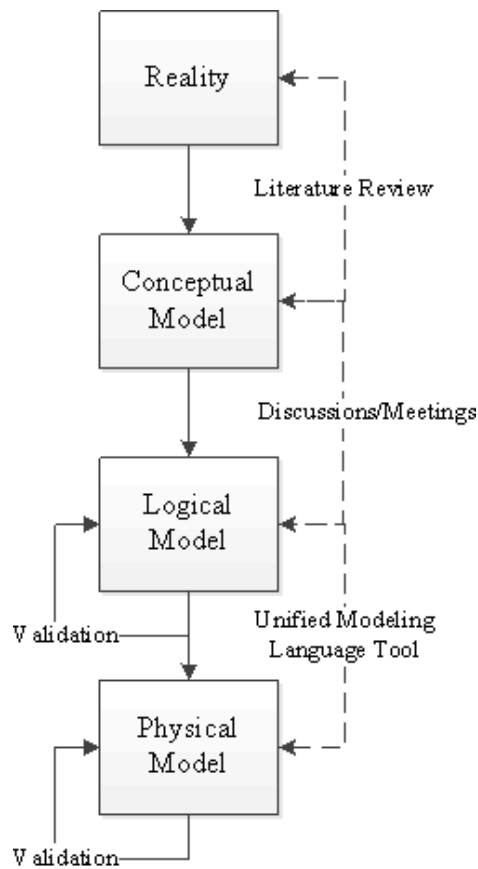 Reality
Literature Review
Conceptual
Model
Discussions/Meetings
Logical
Model
Validation
Unified Modeling
Language Tool
Physical
Model
Validation